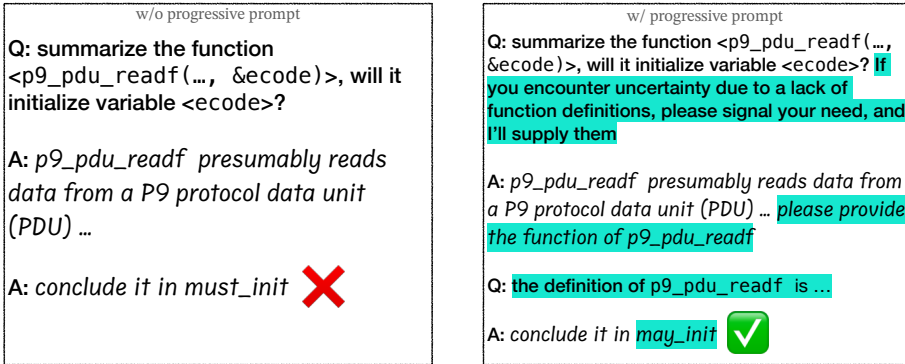 w/o progressive prompt
Q: summarize the function
<p9_pdu_readf(…, &ecode)>, will it
initialize variable <ecode>?
A: p9_pdu_readf presumably reads
data from a P9 protocol data unit
(PDU) …
A: conclude it in must_init
w/ progressive prompt
Q: summarize the function <p9_pdu_readf(…,
&ecode)>, will it initialize variable <ecode>? If
you encounter uncertainty due to a lack of
function definitions, please signal your need, and
I’ll supply them
A: p9_pdu_readf presumably reads data from
a P9 protocol data unit (PDU) … please provide
the function of p9_pdu_readf
Q: the definition of p9_pdu_readf is …
A: conclude it in may_init